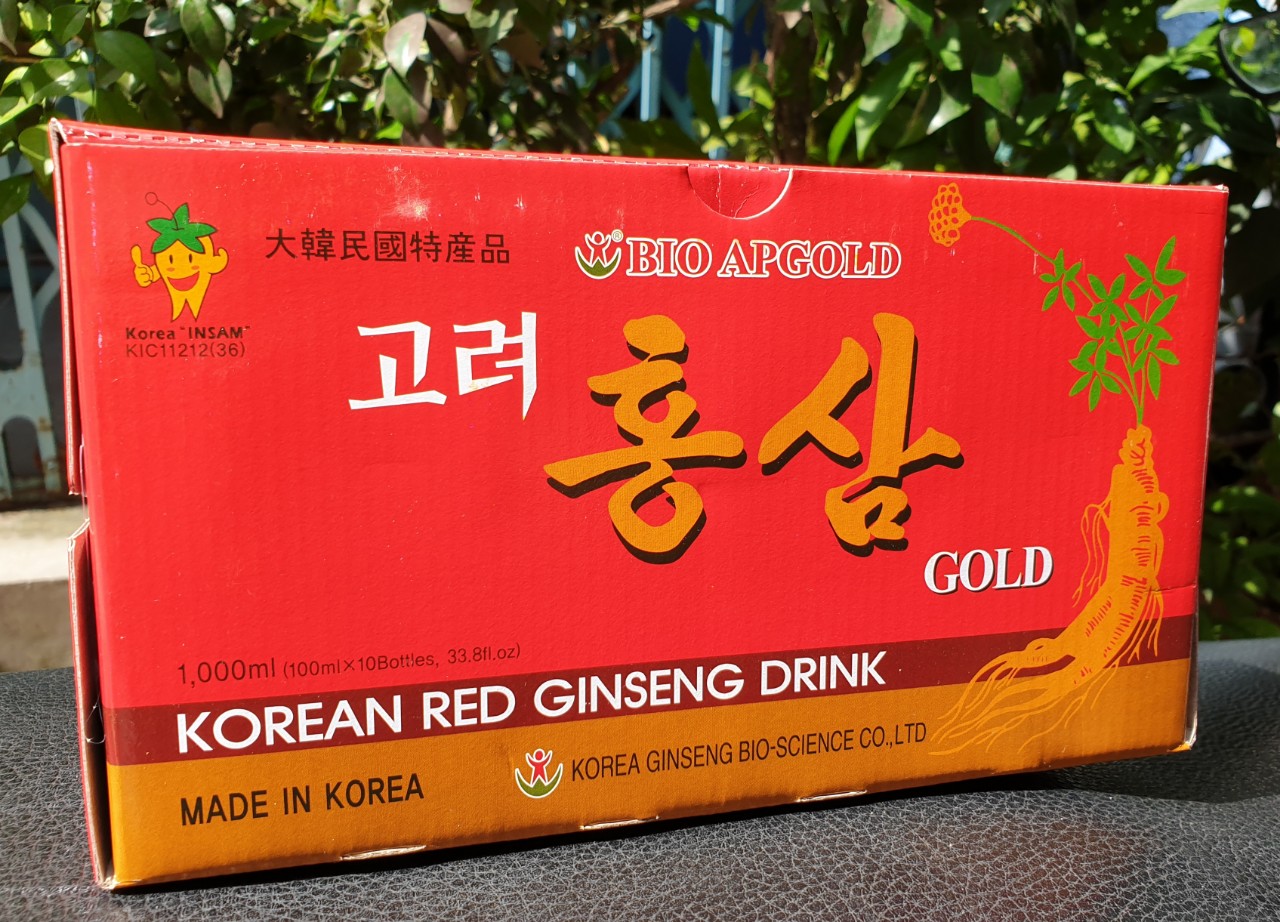 大韓民國特産品
BIO APGOLD®
Korea "INSAM"
KIC11212(36)
고려
홍삼
GOLD
1,000ml (100ml×10Bottles, 33.8fl.oz)
KOREAN RED GINSENG DRINK
MADE IN KOREA
KOREA GINSENG BIO-SCIENCE CO.,LTD